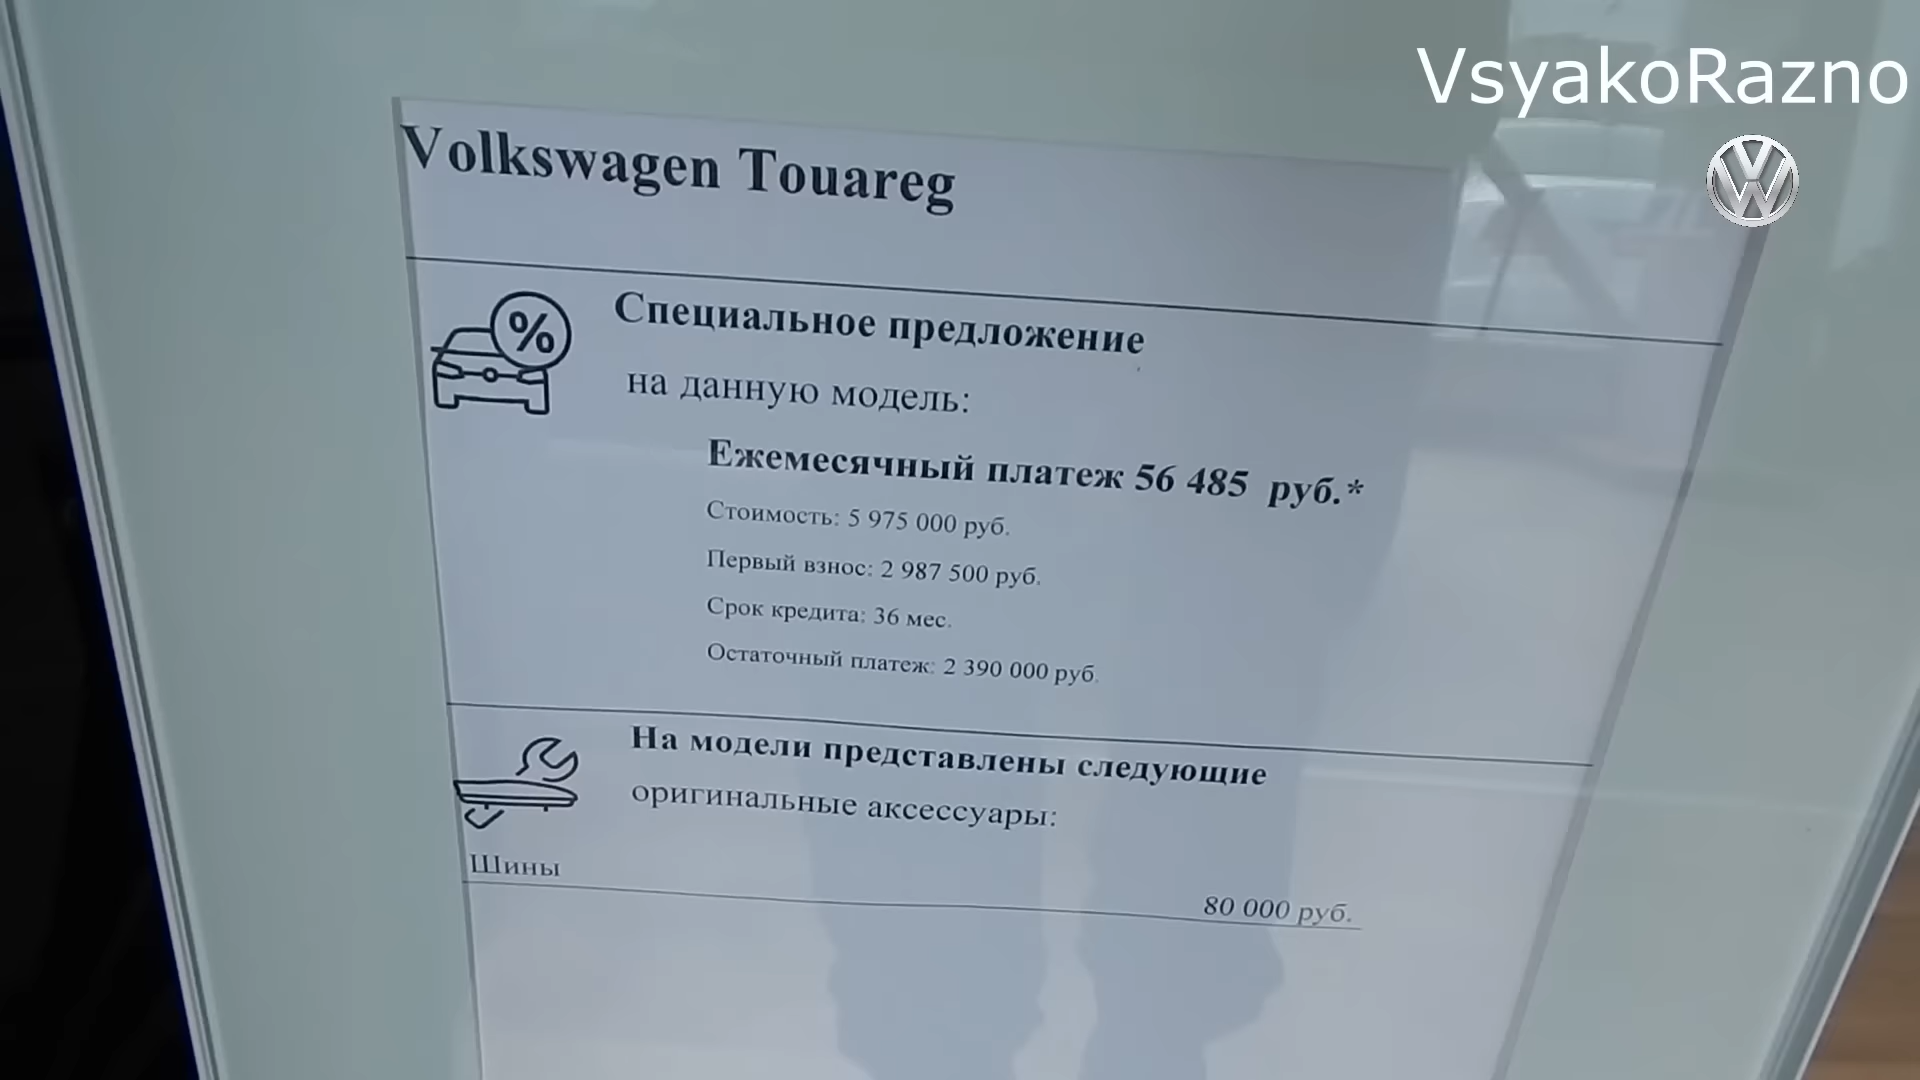 VsyakoRazno
Volkswagen Touareg
%
Специальное предложение
на данную модель:
Ежемесячный платеж 56 485 руб.*
Стоимость: 5 975 000 руб.
Первый взнос: 2 987 500 руб.
Срок кредита: 36 мес.
Остаточный платеж: 2 390 000 руб.
На модели представлены следующие
оригинальные аксессуары:
Шины
80 000 руб.